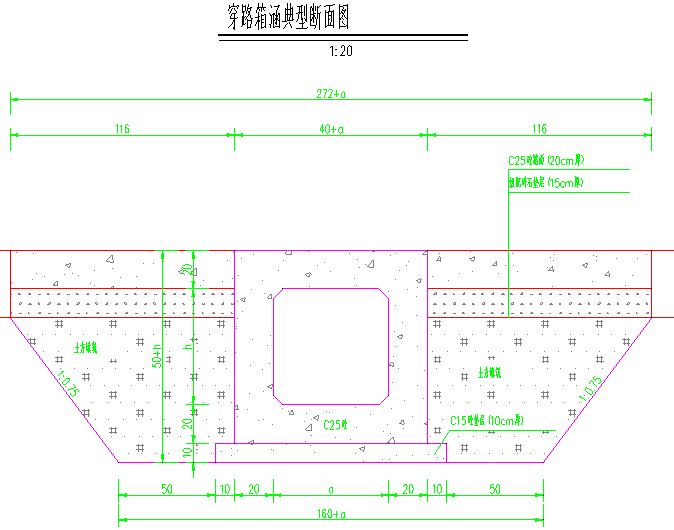 穿路箱涵典型断面图
1:20
272+a
116
40+a
116
C25砼路面(20cm厚)
级配碎石垫层(15cm厚)
20
50+h
h
土方填筑
土方填筑
1:0.75
1:0.75
20
C25砼
C15砼垫层(10cm厚)
10
50
10
20
a
20
10
50
160+a